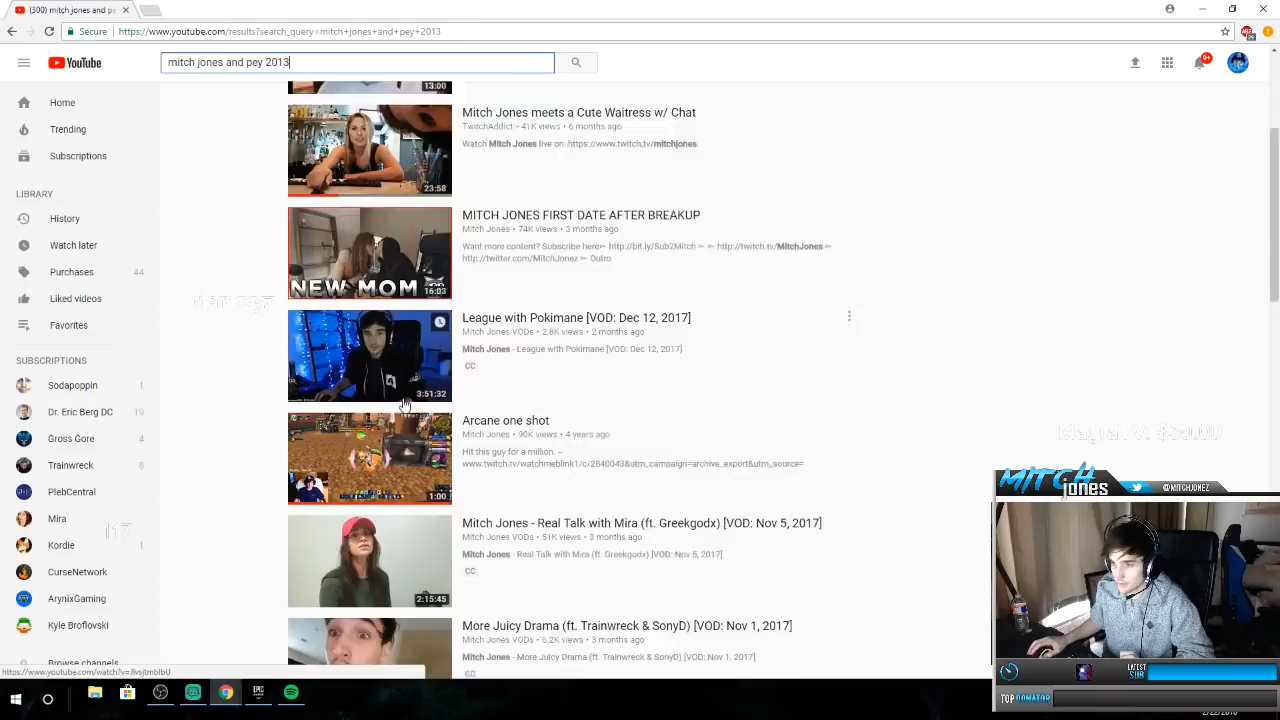 (300) mitch jones and pe
Secure
https://www.youtube.com/results?search_query=mitch+jones+and+pey+2013
YouTube
mitch jones and pey 2013
9+
Home
Trending
Subscriptions
LIBRARY
History
Watch later
Purchases 44
Liked videos
Favorites
SUBSCRIPTIONS
Sodapoppin 1
Dr. Eric Berg DC 19
Gross Gore 4
Trainwreck 8
PlebCentral
Mira
Kordie 1
CurseNetwork
ArynixGaming
Kyle Broflovski
Browse channels
13:00
Mitch Jones meets a Cute Waitress w/ Chat
TwitchAddict • 41K views • 6 months ago
Watch Mitch Jones live on: https://www.twitch.tv/mitchjones.
23:58
MITCH JONES FIRST DATE AFTER BREAKUP
Mitch Jones • 74K views • 3 months ago
Want more content? Subscribe here➳ http://bit.ly/Sub2Mitch ➳ ➳ http://twitch.tv/MitchJones ➳
http://twitter.com/MitchJonez ➳ Outro
NEW MOM
16:03
League with Pokimane [VOD: Dec 12, 2017]
Mitch Jones VODs • 2.8K views • 2 months ago
Mitch Jones - League with Pokimane [VOD: Dec 12, 2017]
CC
3:51:32
Arcane one shot
Mitch Jones • 90K views • 4 years ago
Hit this guy for a million. --
www.twitch.tv/watchmeblink1/c/2840043&utm_campaign=archive_export&utm_source=
1:00
Mitch Jones - Real Talk with Mira (ft. Greekgodx) [VOD: Nov 5, 2017]
Mitch Jones VODs • 51K views • 3 months ago
Mitch Jones - Real Talk with Mira (ft. Greekgodx) [VOD: Nov 5, 2017]
CC
2:15:45
More Juicy Drama (ft. Trainwreck & SonyD) [VOD: Nov 1, 2017]
Mitch Jones VODs • 6.2K views • 3 months ago
Mitch Jones - More Juicy Drama (ft. Trainwreck & SonyD) [VOD: Nov 1, 2017]
CC
MITCH
jones
@MITCHJONEZ
LATEST
SUB
TOP DONATOR
EPIC
GAMES